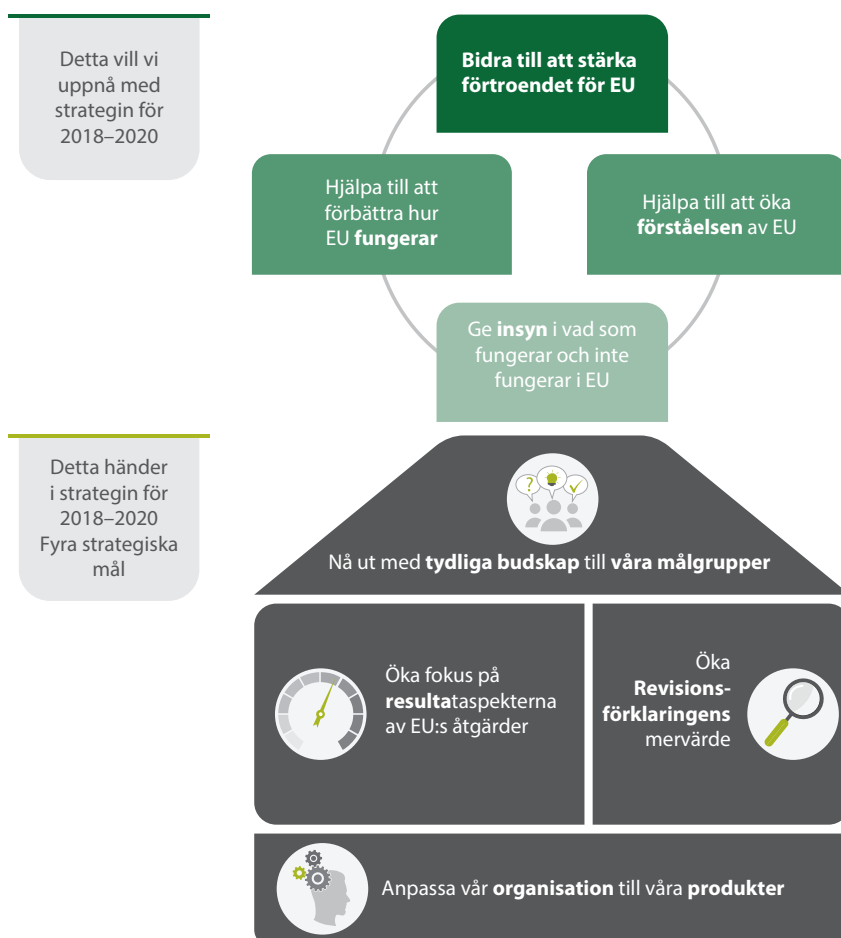 Detta vill vi
uppnå med
strategin för
2018–2020
Bidra till att stärka
förtroendet för EU
Hjälpa till att
förbättra hur
EU fungerar
Hjälpa till att öka
förståelsen av EU
Ge insyn i vad som
fungerar och inte
fungerar i EU
Detta händer
i strategin för
2018–2020
Fyra strategiska
mål
?
Nå ut med tydliga budskap till våra målgrupper
Öka fokus på
resultataspekterna
av EU:s åtgärder
Öka
Revisions-
förklaringens
mervärde
Anpassa vår organisation till våra produkter